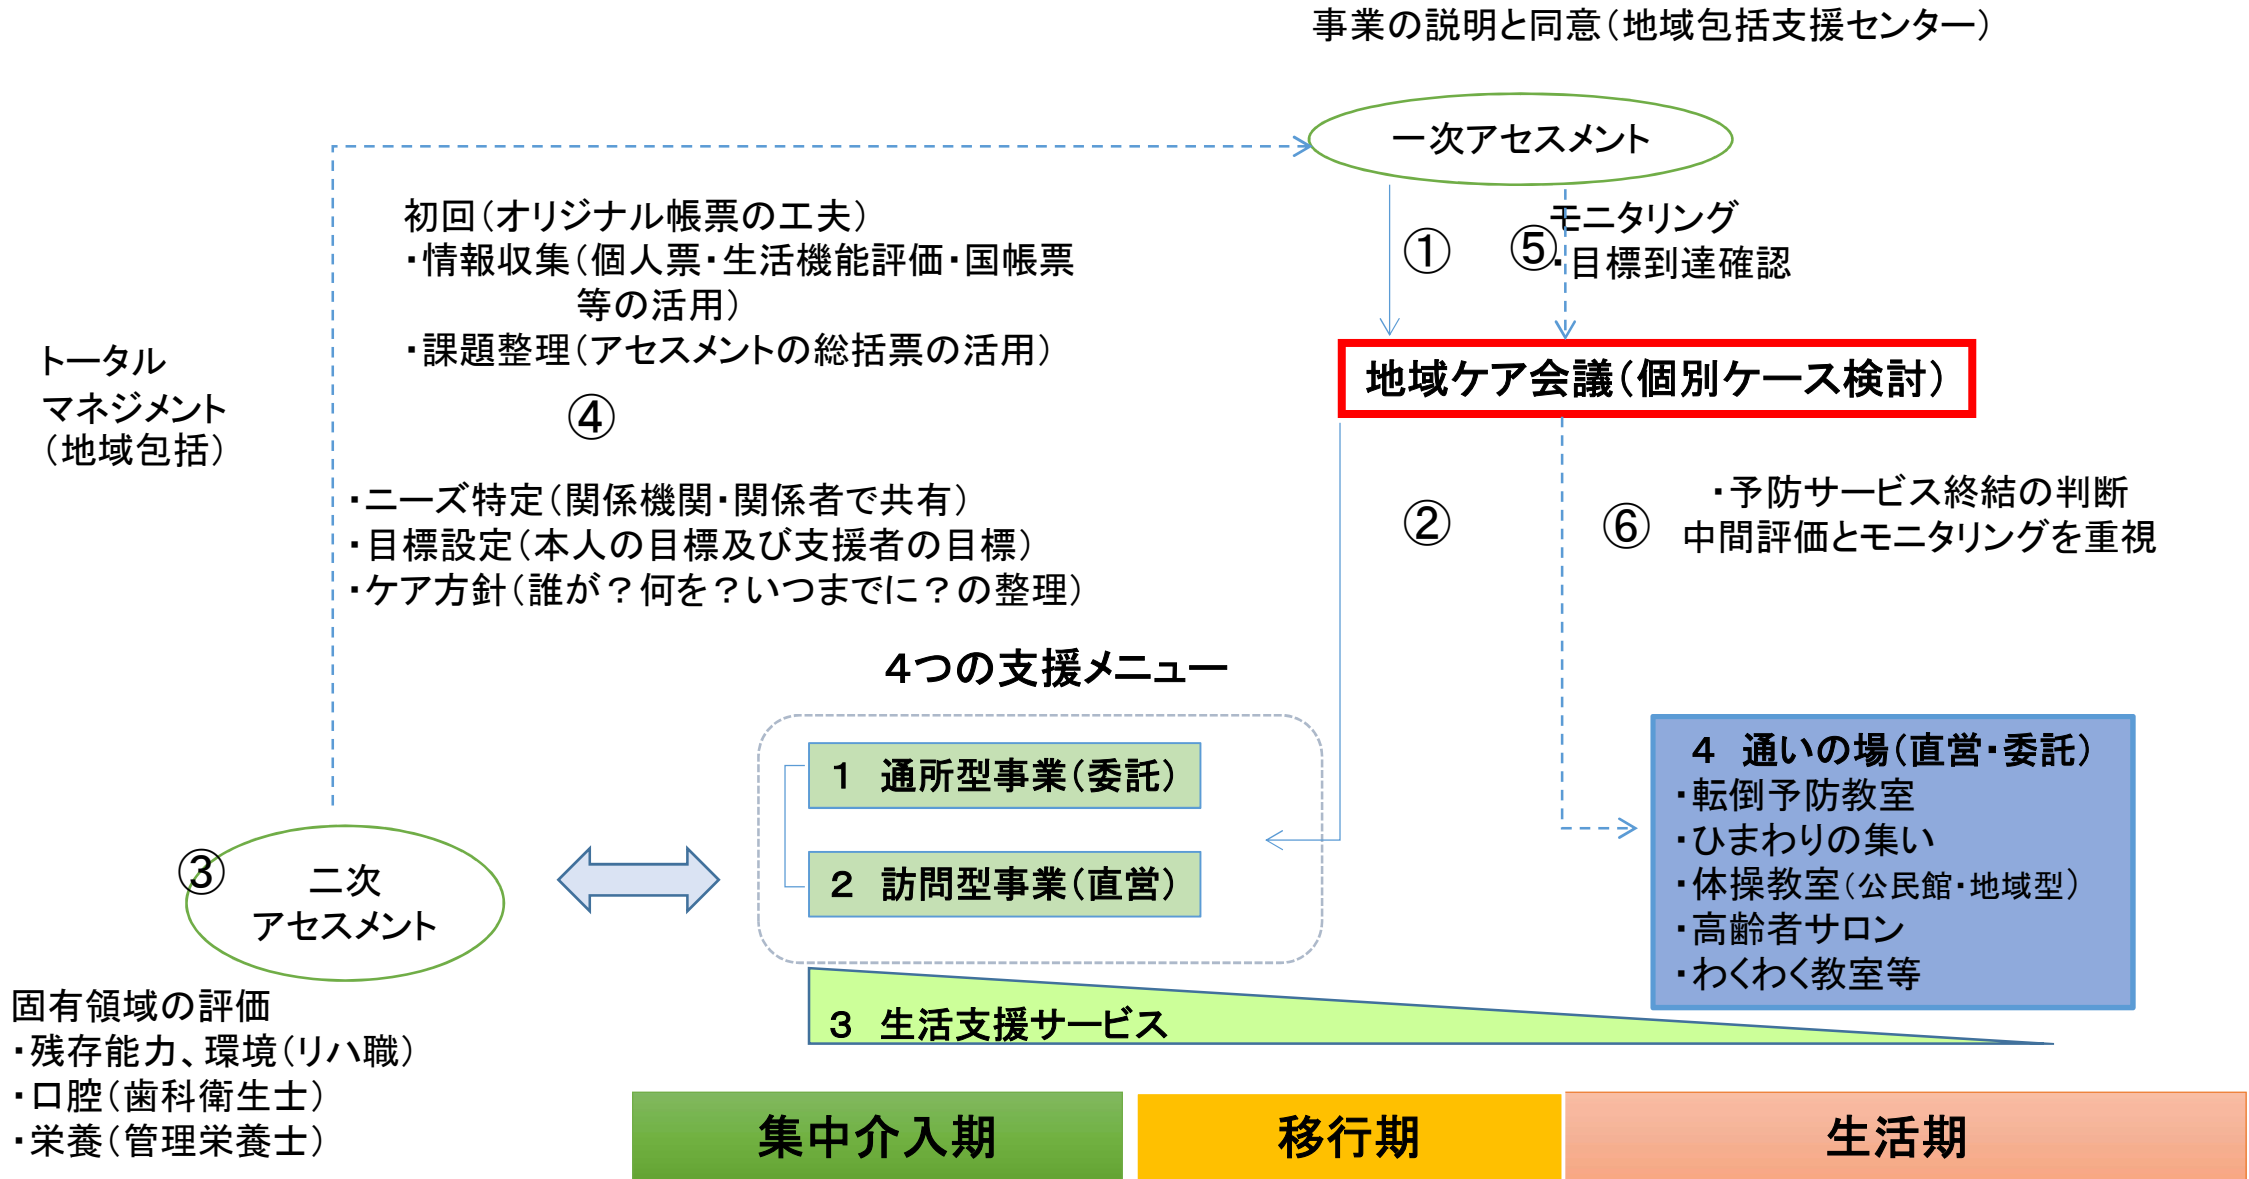 事業の説明と同意（地域包括支援センター）
一次アセスメント
初回（オリジナル帳票の工夫）
・情報収集（個人票・生活機能評価・国帳票
等の活用）
・課題整理（アセスメントの総括票の活用）
①
⑤
モニタリング
・目標到達確認
トータル
マネジメント
（地域包括）
地域ケア会議（個別ケース検討）
④
・ニーズ特定（関係機関・関係者で共有）
・目標設定（本人の目標及び支援者の目標）
・ケア方針（誰が？何を？いつまでに？の整理）
②
⑥
・予防サービス終結の判断
中間評価とモニタリングを重視
４つの支援メニュー
１　通所型事業（委託）
２　訪問型事業（直営）
４　通いの場（直営・委託）
・転倒予防教室
・ひまわりの集い
・体操教室（公民館・地域型）
・高齢者サロン
・わくわく教室等
③
二次
アセスメント
固有領域の評価
・残存能力、環境（リハ職）
・口腔（歯科衛生士）
・栄養（管理栄養士）
３　生活支援サービス
集中介入期
移行期
生活期